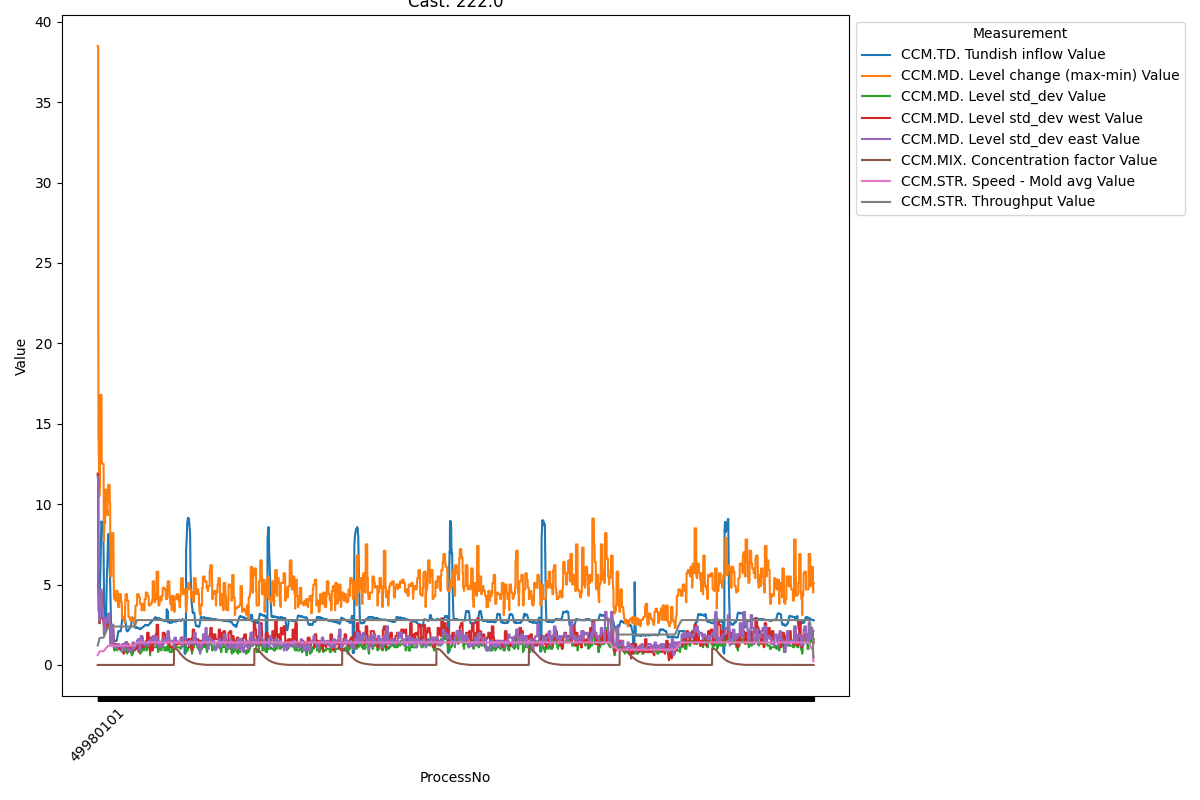 Cast: 222.0
40
35
30
25
20
15
10
5
0
Value
49980101
ProcessNo
Measurement
CCM.TD. Tundish inflow Value
CCM.MD. Level change (max-min) Value
CCM.MD. Level std_dev Value
CCM.MD. Level std_dev west Value
CCM.MD. Level std_dev east Value
CCM.MIX. Concentration factor Value
CCM.STR. Speed - Mold avg Value
CCM.STR. Throughput Value